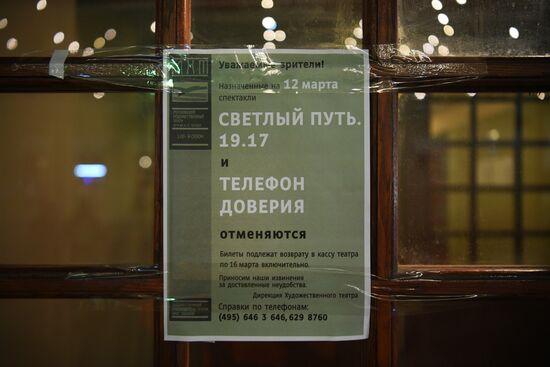 Уважаемые зрители!
Назначенные на 12 марта
спектакли
СВЕТЛЫЙ ПУТЬ.
19.17
и
ТЕЛЕФОН
ДОВЕРИЯ
отменяются
Билеты подлежат возврату в кассу театра
по 16 марта включительно.
Приносим наши извинения
за доставленные неудобства.
Дирекция Художественного театра
Справки по телефонам:
(495) 646 3 646, 629 8760